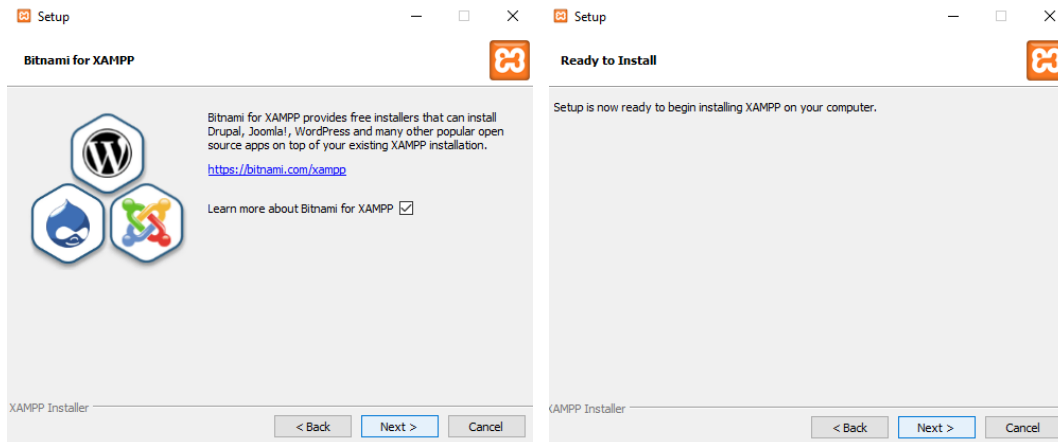 Setup
Bitnami for XAMPP
Bitnami for XAMPP provides free installers that can install
Drupal, Joomla!, WordPress and many other popular open
source apps on top of your existing XAMPP installation.
https://bitnami.com/xampp
Learn more about Bitnami for XAMPP
XAMPP Installer
< Back Next > Cancel
Setup
Ready to Install
Setup is now ready to begin installing XAMPP on your computer.
XAMPP Installer
< Back Next > Cancel